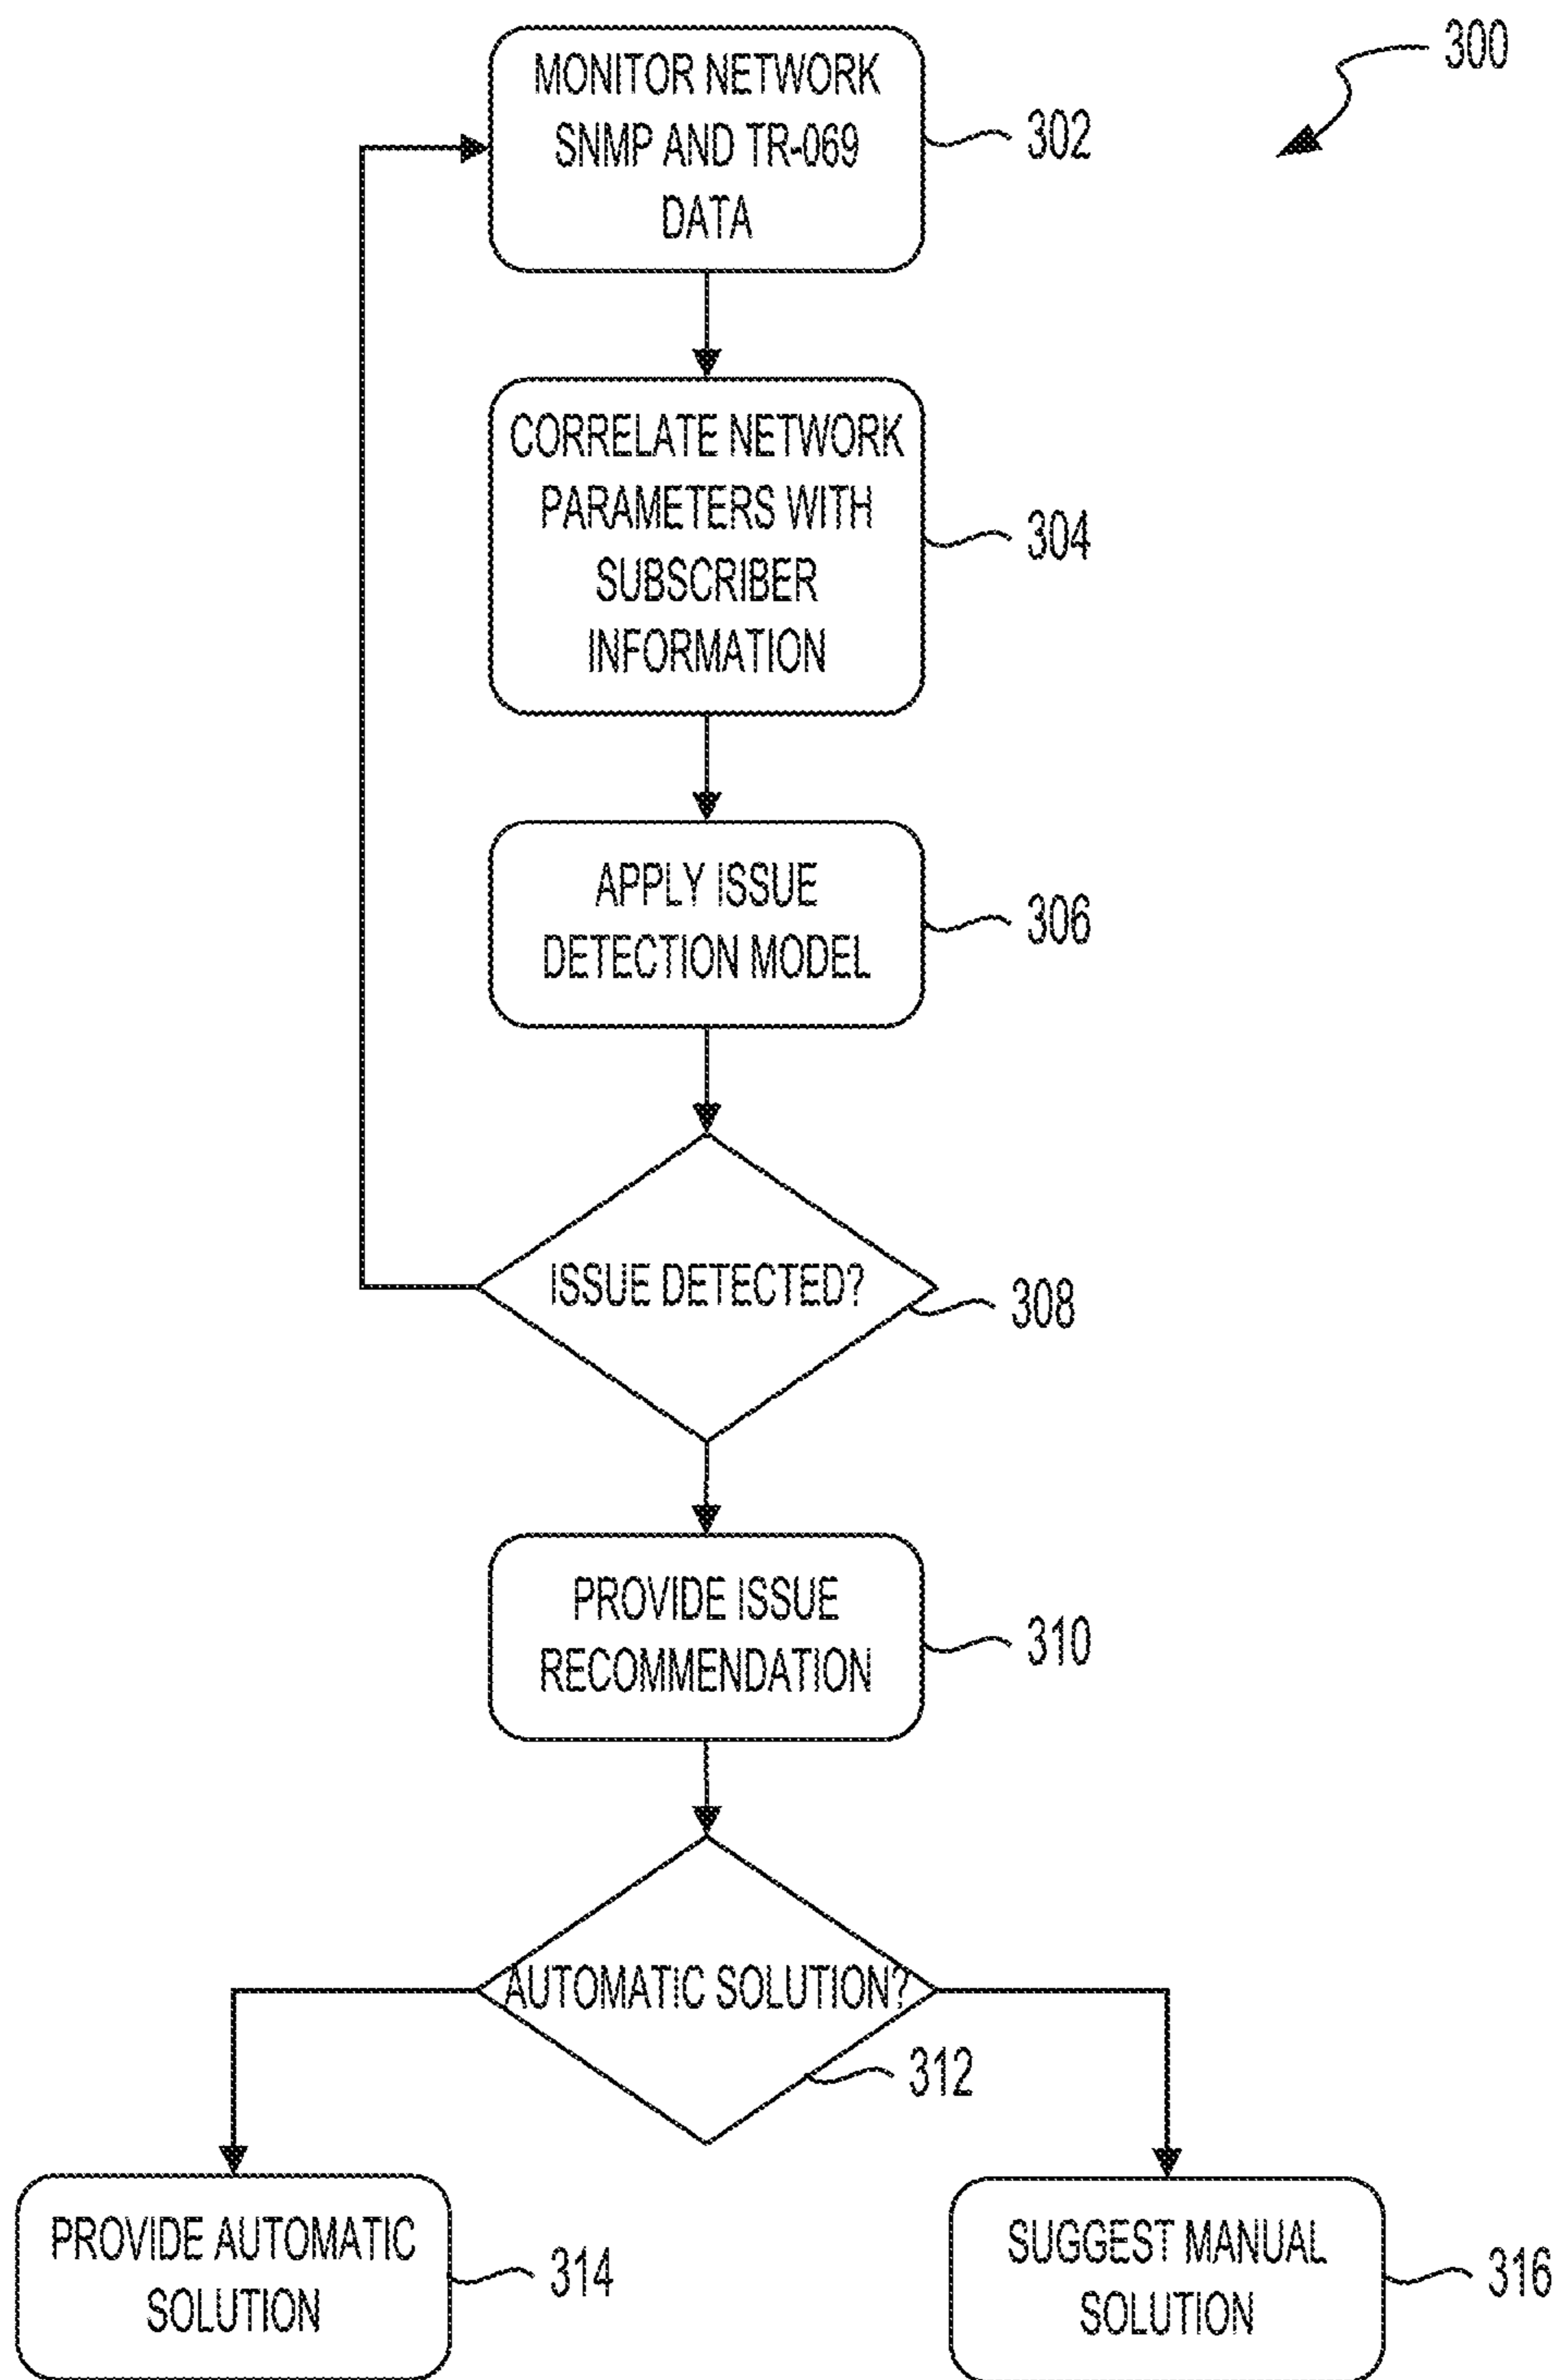 300
MONITOR NETWORK
SNMP AND TR-069
DATA
302
CORRELATE NETWORK
PARAMETERS WITH
SUBSCRIBER
INFORMATION
304
APPLY ISSUE
DETECTION MODEL
306
ISSUE DETECTED?
308
PROVIDE ISSUE
RECOMMENDATION
310
AUTOMATIC SOLUTION?
312
PROVIDE AUTOMATIC
SOLUTION
314
SUGGEST MANUAL
SOLUTION
316